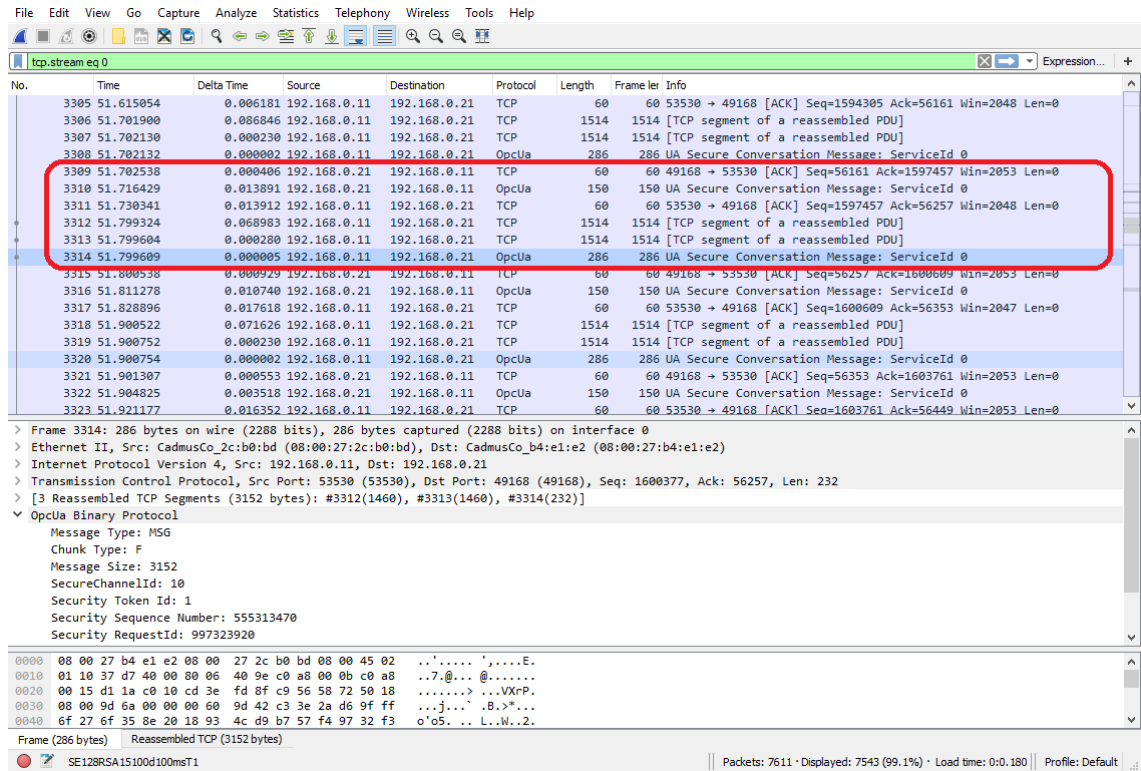 File Edit View Go Capture Analyze Statistics Telephony Wireless Tools Help
tcp.stream eq 0 Expression... +
No. Time Delta Time Source Destination Protocol Length Frame ler Info
3305 51.615054 0.006181 192.168.0.11 192.168.0.21 TCP 60 60 53530 → 49168 [ACK] Seq=1594305 Ack=56161 Win=2048 Len=0
3306 51.701900 0.086846 192.168.0.11 192.168.0.21 TCP 1514 1514 [TCP segment of a reassembled PDU]
3307 51.702130 0.000230 192.168.0.11 192.168.0.21 TCP 1514 1514 [TCP segment of a reassembled PDU]
3308 51.702132 0.000002 192.168.0.11 192.168.0.21 OpcUa 286 286 UA Secure Conversation Message: ServiceId 0
3309 51.702538 0.000406 192.168.0.21 192.168.0.11 TCP 60 60 49168 → 53530 [ACK] Seq=56161 Ack=1597457 Win=2053 Len=0
3310 51.716429 0.013891 192.168.0.21 192.168.0.11 OpcUa 150 150 UA Secure Conversation Message: ServiceId 0
3311 51.730341 0.013912 192.168.0.11 192.168.0.21 TCP 60 60 53530 → 49168 [ACK] Seq=1597457 Ack=56257 Win=2048 Len=0
3312 51.799324 0.068983 192.168.0.11 192.168.0.21 TCP 1514 1514 [TCP segment of a reassembled PDU]
3313 51.799604 0.000280 192.168.0.11 192.168.0.21 TCP 1514 1514 [TCP segment of a reassembled PDU]
3314 51.799609 0.000005 192.168.0.11 192.168.0.21 OpcUa 286 286 UA Secure Conversation Message: ServiceId 0
3315 51.800538 0.000929 192.168.0.21 192.168.0.11 TCP 60 60 49168 → 53530 [ACK] Seq=56257 Ack=1600609 Win=2053 Len=0
3316 51.811278 0.010740 192.168.0.21 192.168.0.11 OpcUa 150 150 UA Secure Conversation Message: ServiceId 0
3317 51.828896 0.017618 192.168.0.11 192.168.0.21 TCP 60 60 53530 → 49168 [ACK] Seq=1600609 Ack=56353 Win=2047 Len=0
3318 51.900522 0.071626 192.168.0.11 192.168.0.21 TCP 1514 1514 [TCP segment of a reassembled PDU]
3319 51.900752 0.000230 192.168.0.11 192.168.0.21 TCP 1514 1514 [TCP segment of a reassembled PDU]
3320 51.900754 0.000002 192.168.0.11 192.168.0.21 OpcUa 286 286 UA Secure Conversation Message: ServiceId 0
3321 51.901307 0.000553 192.168.0.21 192.168.0.11 TCP 60 60 49168 → 53530 [ACK] Seq=56353 Ack=1603761 Win=2053 Len=0
3322 51.904825 0.003518 192.168.0.21 192.168.0.11 OpcUa 150 150 UA Secure Conversation Message: ServiceId 0
3323 51.921177 0.016352 192.168.0.11 192.168.0.21 TCP 60 60 53530 → 49168 [ACK] Seq=1603761 Ack=56449 Win=2053 Len=0
> Frame 3314: 286 bytes on wire (2288 bits), 286 bytes captured (2288 bits) on interface 0
> Ethernet II, Src: CadmusCo_2c:b0:bd (08:00:27:2c:b0:bd), Dst: CadmusCo_b4:e1:e2 (08:00:27:b4:e1:e2)
> Internet Protocol Version 4, Src: 192.168.0.11, Dst: 192.168.0.21
> Transmission Control Protocol, Src Port: 53530 (53530), Dst Port: 49168 (49168), Seq: 1600377, Ack: 56257, Len: 232
> [3 Reassembled TCP Segments (3152 bytes): #3312(1460), #3313(1460), #3314(232)]
OpcUa Binary Protocol
Message Type: MSG
Chunk Type: F
Message Size: 3152
SecureChannelId: 10
Security Token Id: 1
Security Sequence Number: 555313470
Security RequestId: 997323920
0000 08 00 27 b4 e1 e2 08 00 27 2c b0 bd 08 00 45 02 ..'..... ',....E.
0010 01 10 37 d7 40 00 80 06 40 9e c0 a8 00 0b c0 a8 ..7.@... @.......
0020 00 15 d1 1a c0 10 cd 3e fd 8f c9 56 58 72 50 18 .......> ...VXrP.
0030 08 00 9d 6a 00 00 00 60 9d 42 c3 3e 2a d6 9f ff ...j...` .B.>*...
0040 6f 27 6f 35 8e 20 18 93 4c d9 b7 57 f4 97 32 f3 o'o5. .. L..W..2.
Frame (286 bytes) Reassembled TCP (3152 bytes)
SE128RSA15100d100msT1 Packets: 7611 · Displayed: 7543 (99.1%) · Load time: 0:0.180 Profile: Default